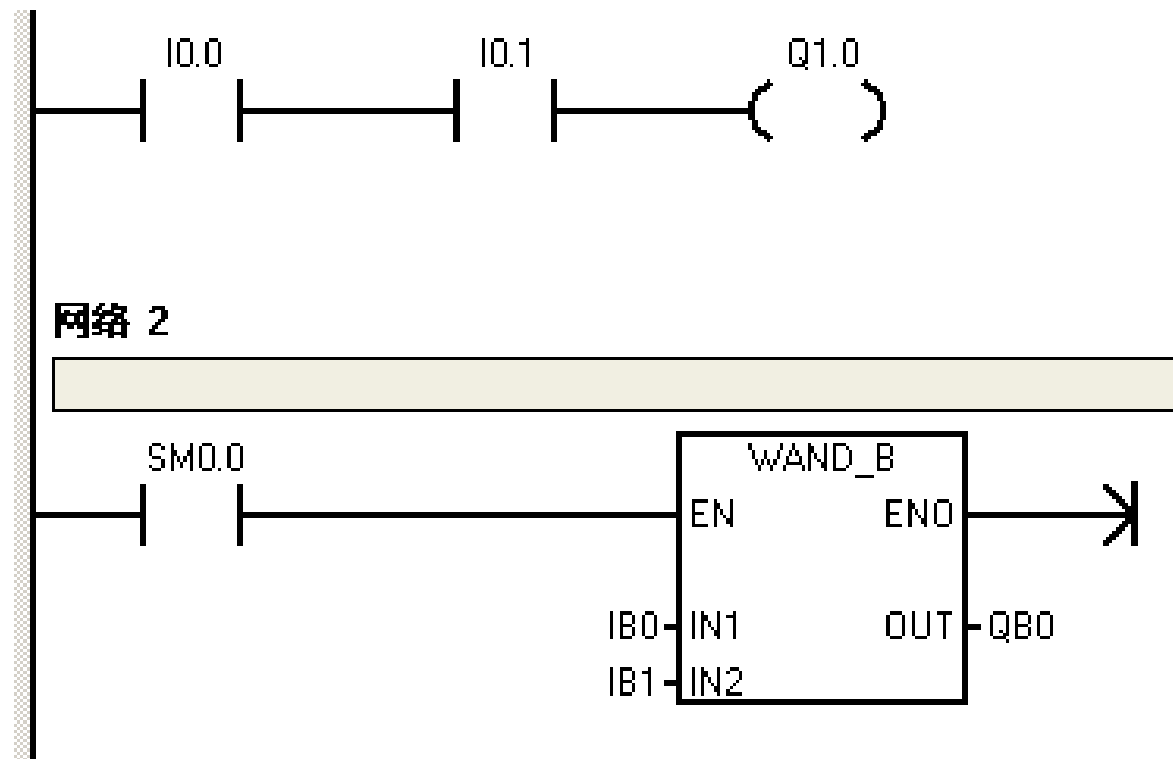 I0.0 I0.1 Q1.0
网络 2
SM0.0 WAND_B
EN ENO
IB0 IN1 OUT QB0
IB1 IN2